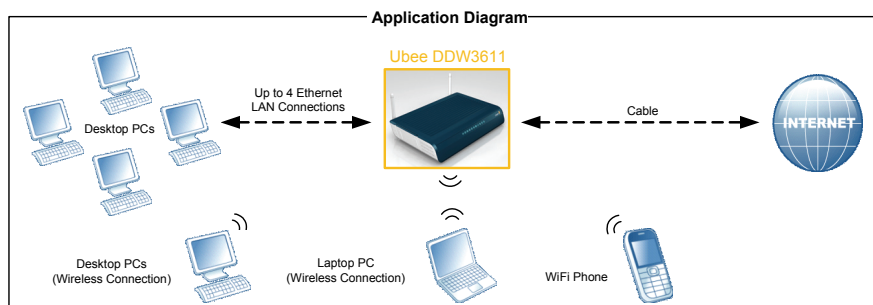 Application Diagram
Ubee DDW3611
Up to 4 Ethernet
LAN Connections
Desktop PCs
Cable
INTERNET
Desktop PCs
(Wireless Connection)
Laptop PC
(Wireless Connection)
WiFi Phone